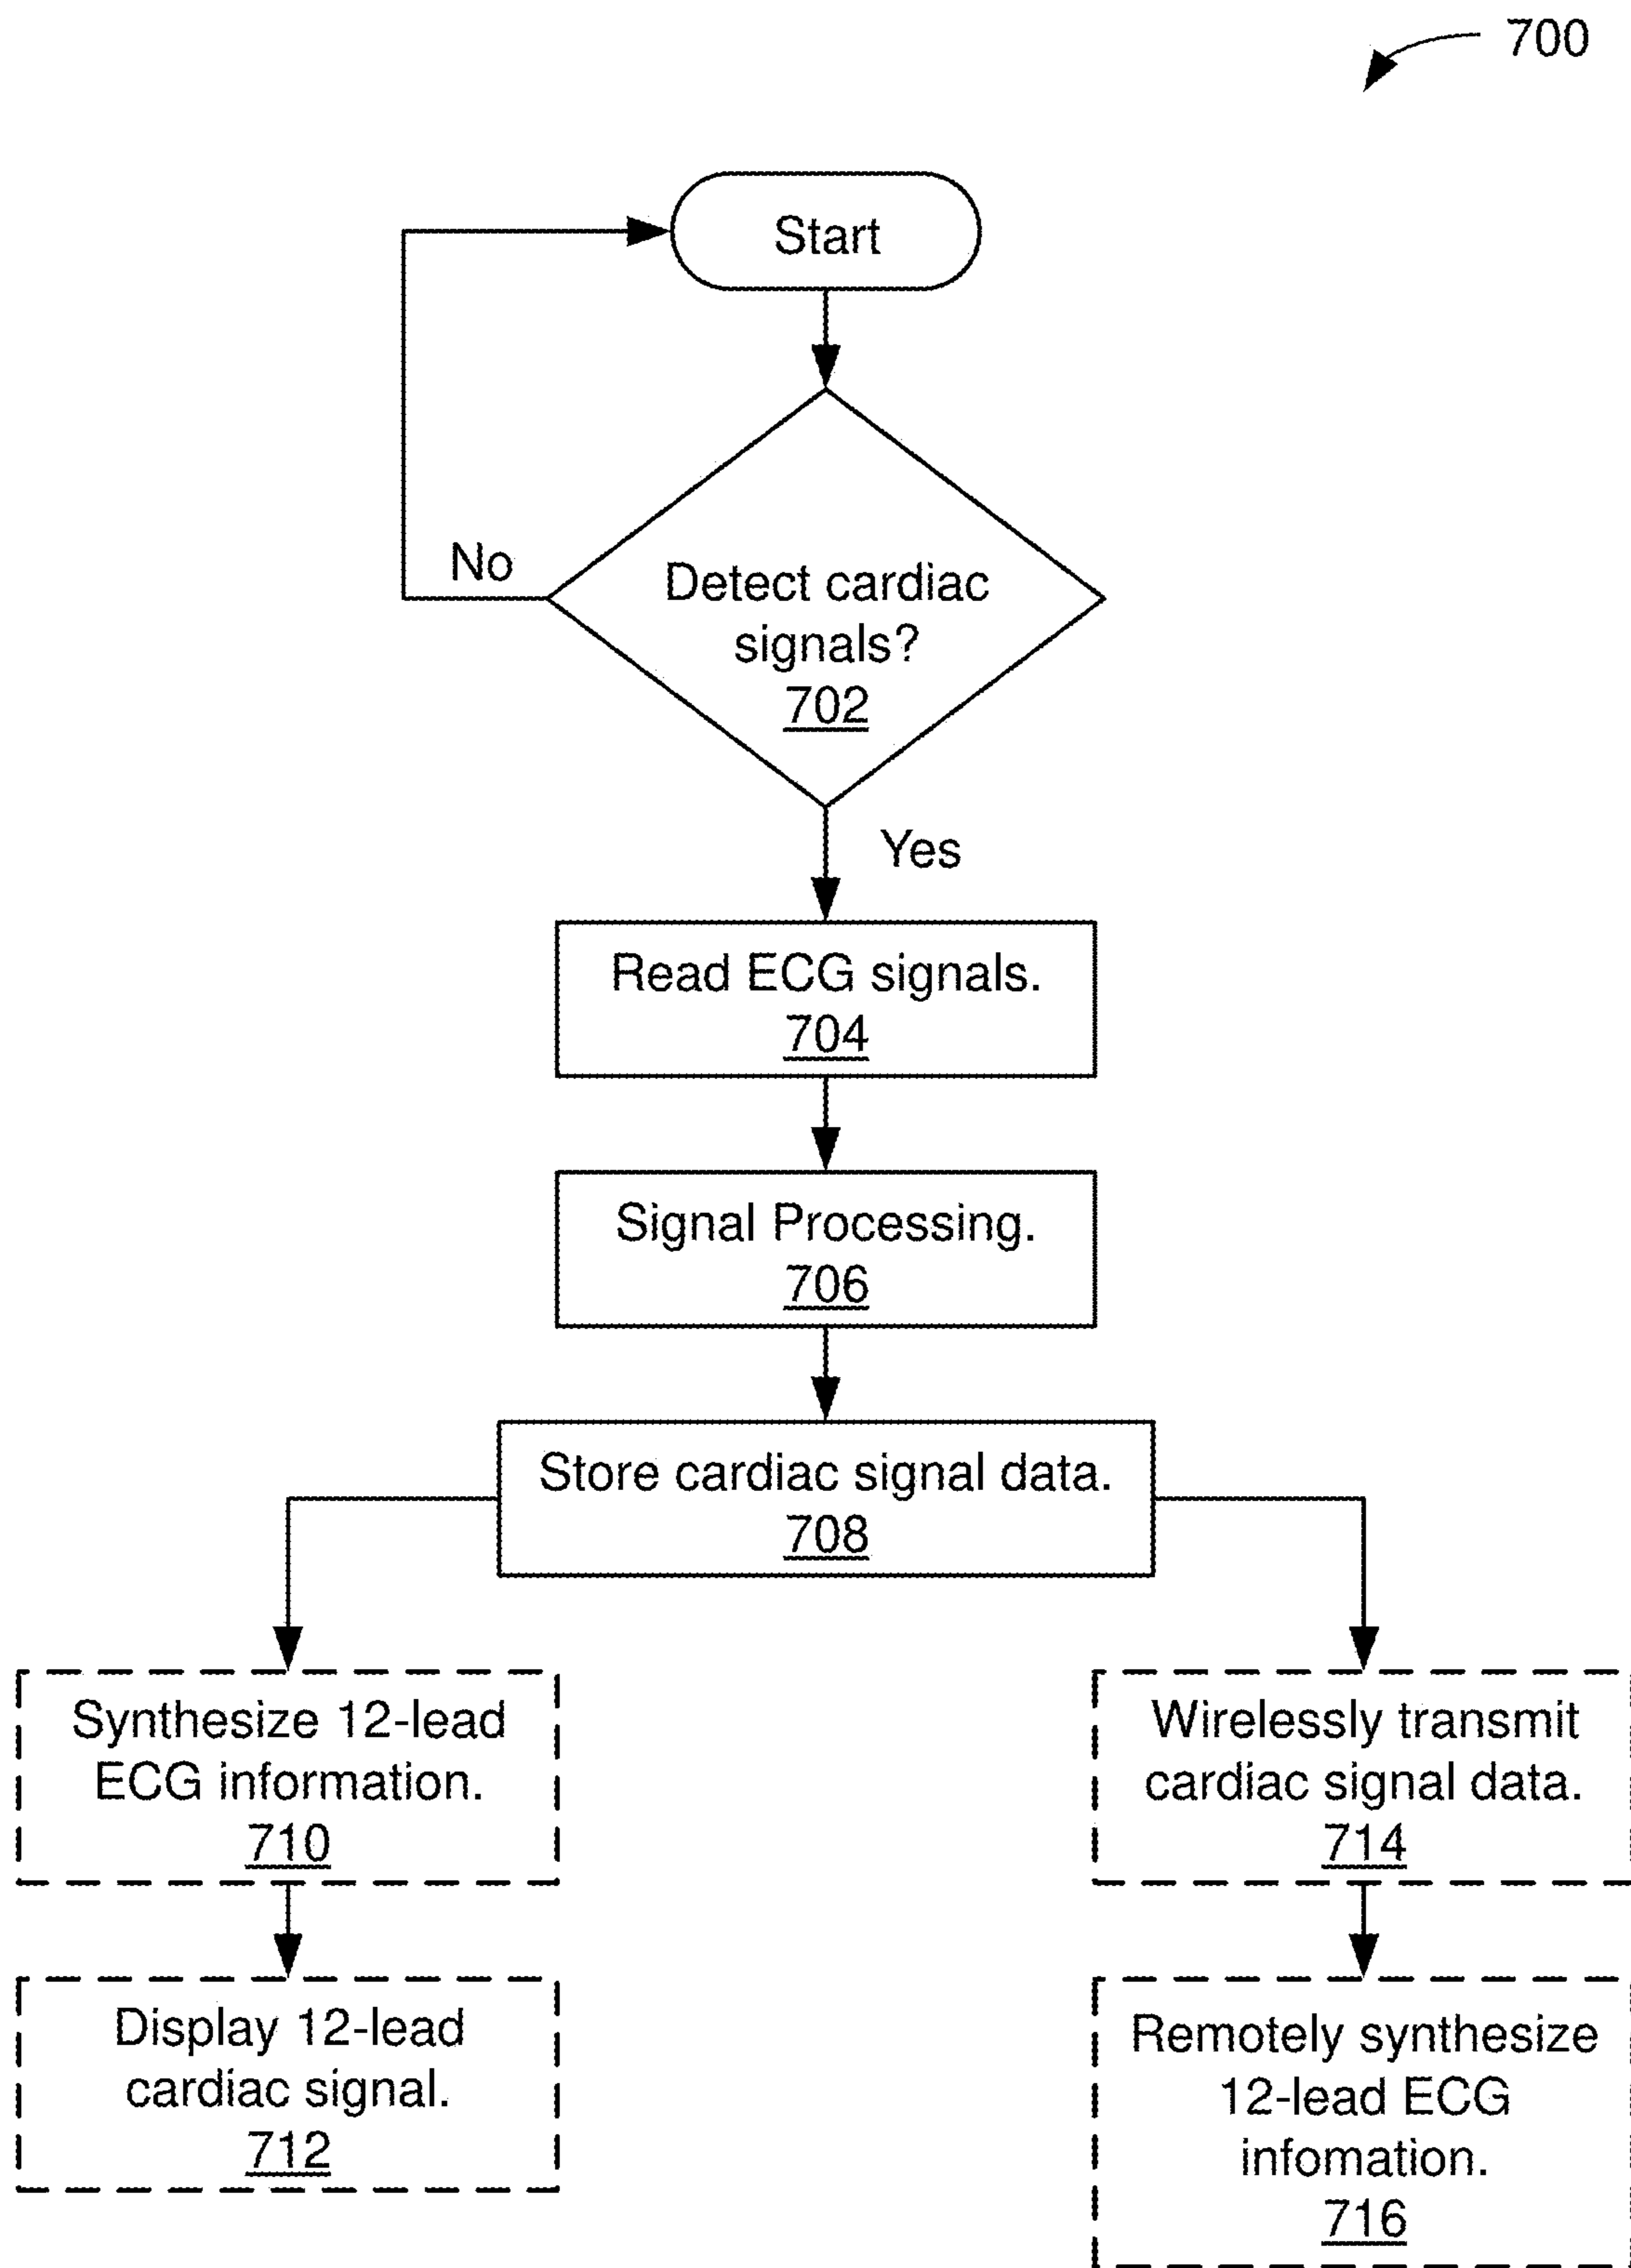 700
Start
No
Detect cardiac
signals?
702
Yes
Read ECG signals.
704
Signal Processing.
706
Store cardiac signal data.
708
Synthesize 12-lead
ECG information.
710
Wirelessly transmit
cardiac signal data.
714
Display 12-lead
cardiac signal.
712
Remotely synthesize
12-lead ECG
infomation.
716